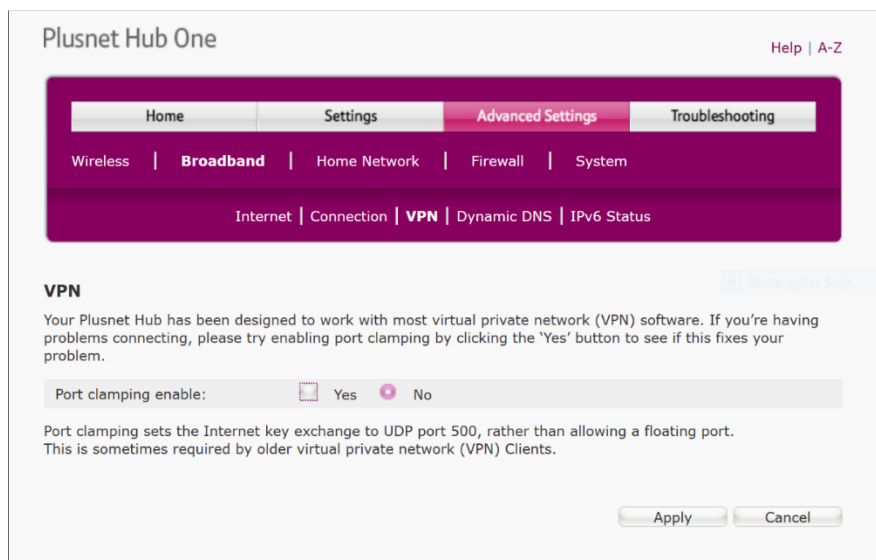 Plusnet Hub One
Help | A-Z
Home Settings Advanced Settings Troubleshooting
Wireless | Broadband | Home Network | Firewall | System
Internet | Connection | VPN | Dynamic DNS | IPv6 Status
Rectangular Snip
VPN
Your Plusnet Hub has been designed to work with most virtual private network (VPN) software. If you're having
problems connecting, please try enabling port clamping by clicking the ‘Yes’ button to see if this fixes your
problem.
Port clamping enable: Yes No
Port clamping sets the Internet key exchange to UDP port 500, rather than allowing a floating port.
This is sometimes required by older virtual private network (VPN) Clients.
Apply Cancel